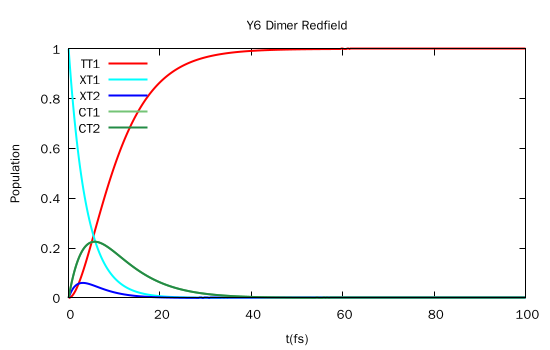 Y6 Dimer Redfield
Population
1
0.8
0.6
0.4
0.2
0
TT1
XT1
XT2
CT1
CT2
0 20 40 60 80 100
t(fs)